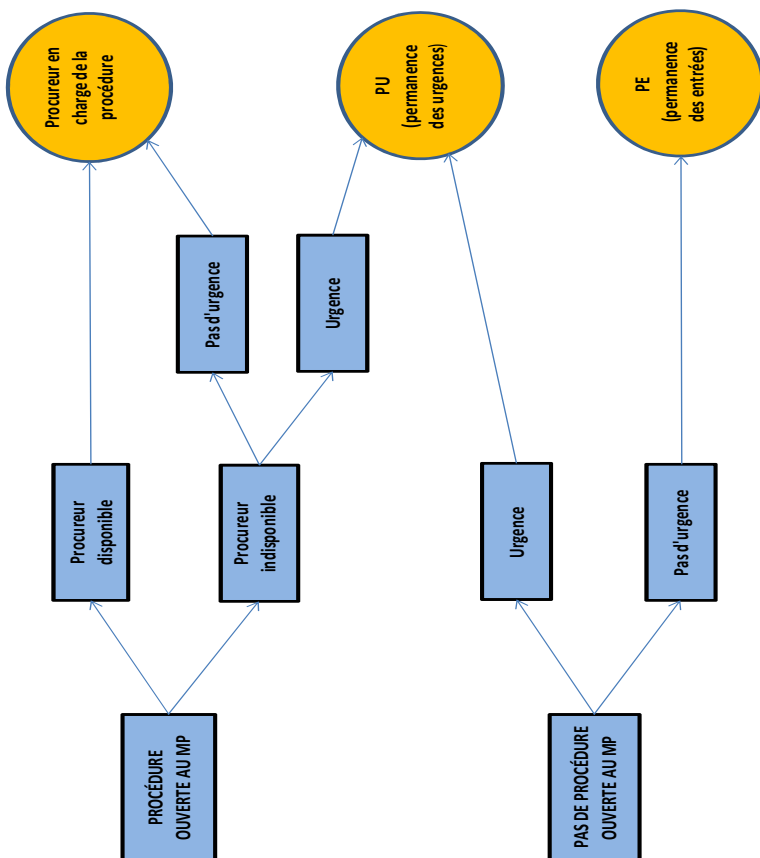 PROCÉDURE
OUVERTE AU MP
Procureur
disponible
Procureur
indisponible
Pas d'urgence
Urgence
Procureur en
charge de la
procédure
PU
(permanence
des urgences)
PAS DE PROCÉDURE
OUVERTE AU MP
Urgence
Pas d'urgence
PE
(permanence
des entrées)